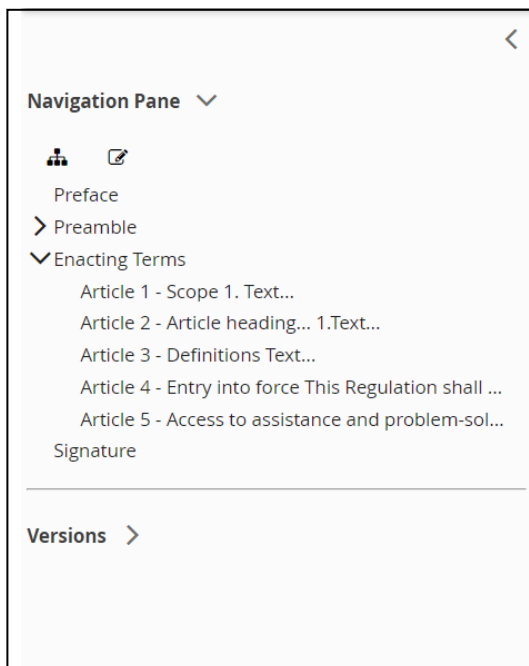 Navigation Pane
Preface
Preamble
Enacting Terms
Article 1 - Scope 1. Text...
Article 2 - Article heading... 1.Text...
Article 3 - Definitions Text...
Article 4 - Entry into force This Regulation shall ...
Article 5 - Access to assistance and problem-sol...
Signature
Versions